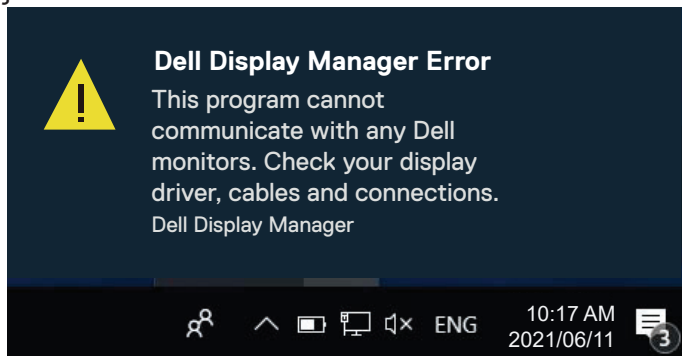 Dell Display Manager Error
This program cannot
communicate with any Dell
monitors. Check your display
driver, cables and connections.
Dell Display Manager
ENG
10:17 AM
2021/06/11
3